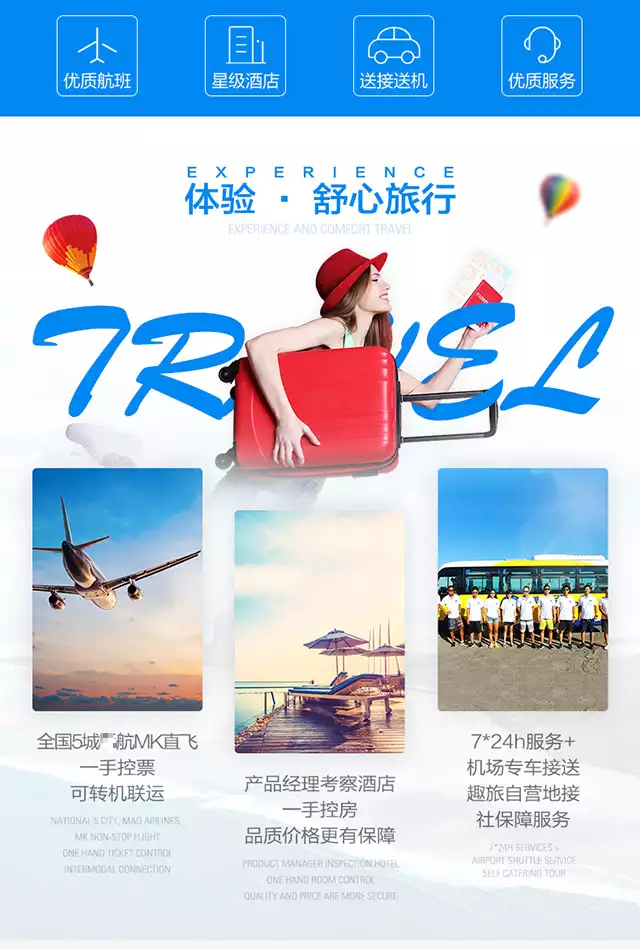 优质航班
星级酒店
送接送机
优质服务
EXPERIENCE
体验 · 舒心旅行
EXPERIENCE AND COMFORT TRAVEL
TRAVEL
全国5城 航MK直飞
一手控票
可转机联运
NATIONAL 5 CITY, MAO AIRLINES,
MK NON-STOP FLIGHT
ONE HAND TICKET CONTROL
INTERMODAL CONNECTION
产品经理考察酒店
一手控房
品质价格更有保障
PRODUCT MANAGER INSPECTION HOTEL
ONE HAND ROOM CONTROL
QUALITY AND PRICE ARE MORE SECURE
7*24h服务+
机场专车接送
趣旅自营地接
社保障服务
7*24H SERVICES +
AIRPORT SHUTTLE SERVICE
SELF CATERING TOUR